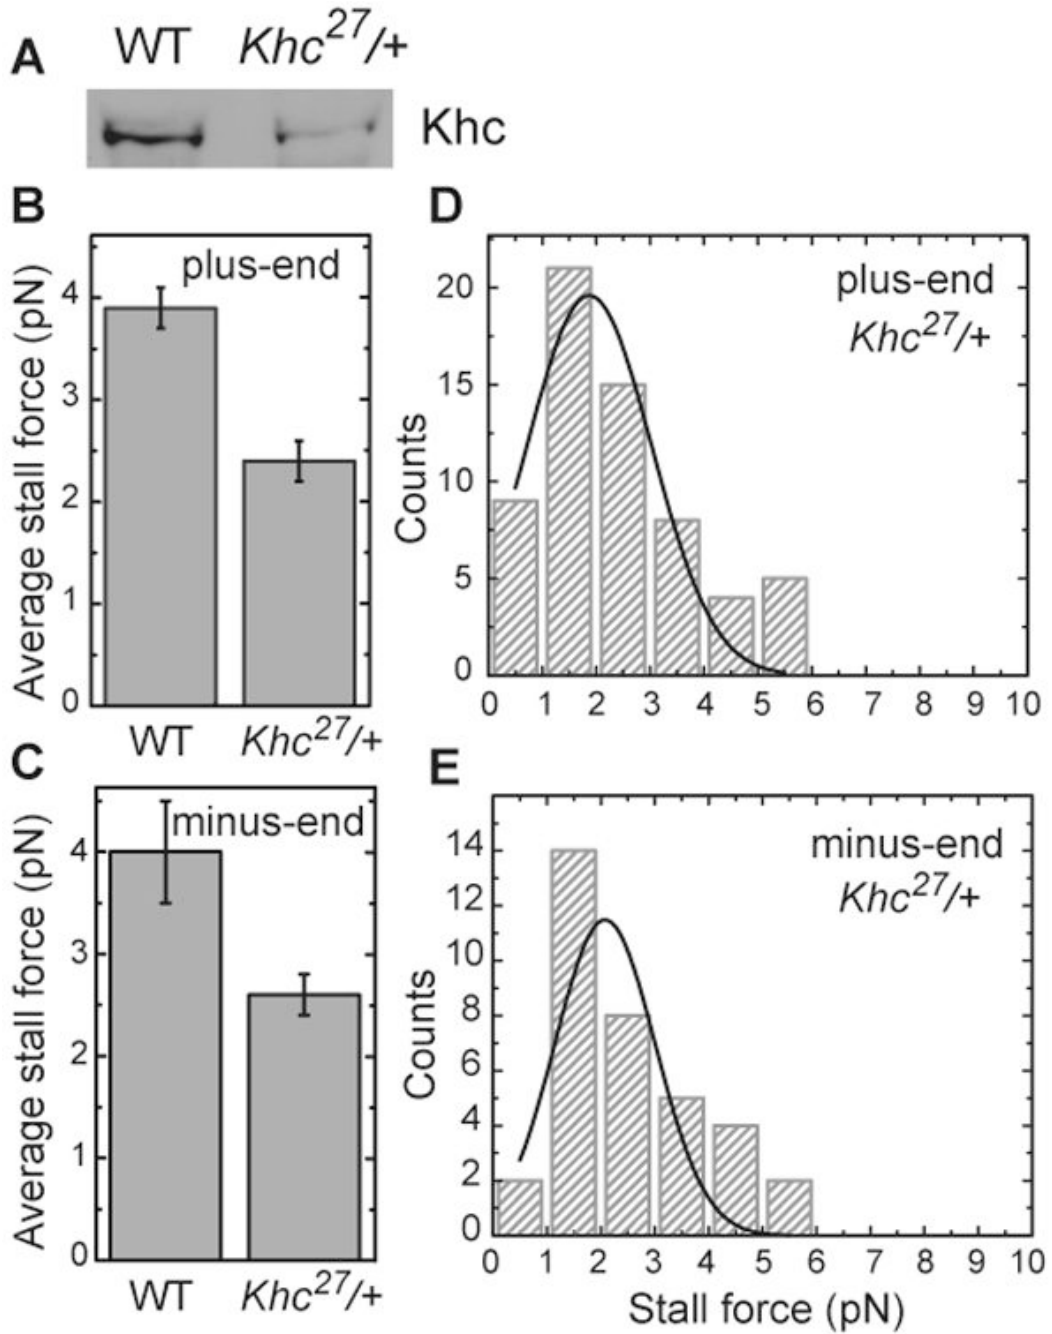 A
WT
Khc27/+
Khc
B
plus-end
Average stall force (pN)
4
3
2
1
0
WT
Khc27/+
C
minus-end
Average stall force (pN)
4
3
2
1
0
WT
Khc27/+
D
plus-end
Khc27/+
Counts
20
15
10
5
0
0 1 2 3 4 5 6 7 8 9 10
E
minus-end
Khc27/+
Counts
14
12
10
8
6
4
2
0
0 1 2 3 4 5 6 7 8 9 10
Stall force (pN)